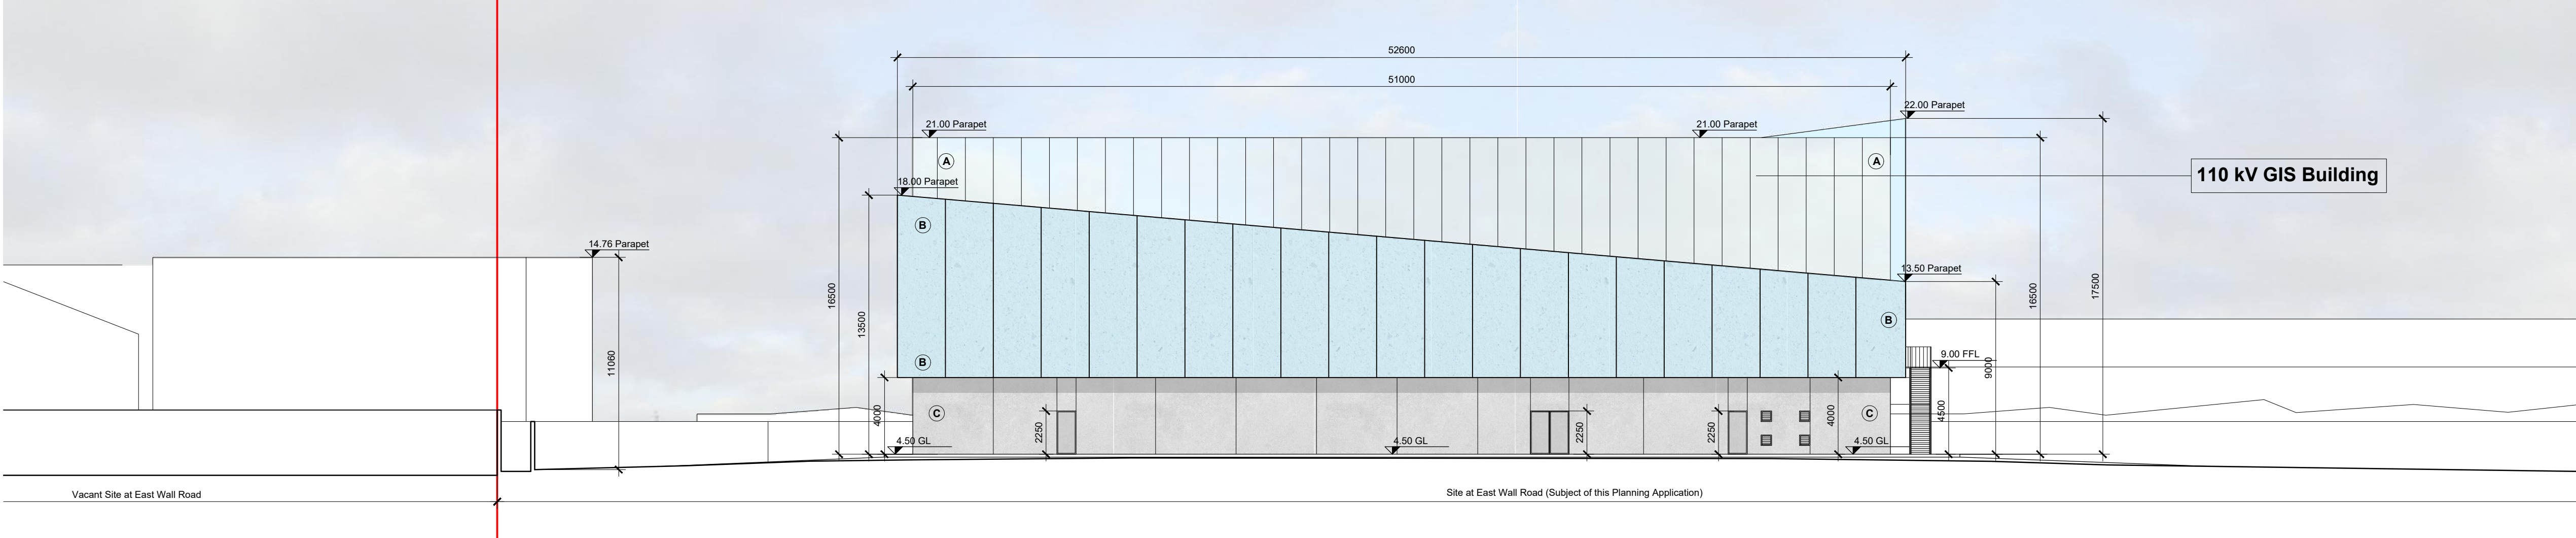 52600
51000
22.00 Parapet
21.00 Parapet
21.00 Parapet
A
A
110 kV GIS Building
18.00 Parapet
B
14.76 Parapet
13.50 Parapet
16500
13500
16500
17500
B
11060
B
9.00 FFL
9000
4000
C
2250
2250
2250
4000
C
4500
4.50 GL
4.50 GL
4.50 GL
Vacant Site at East Wall Road
Site at East Wall Road (Subject of this Planning Application)